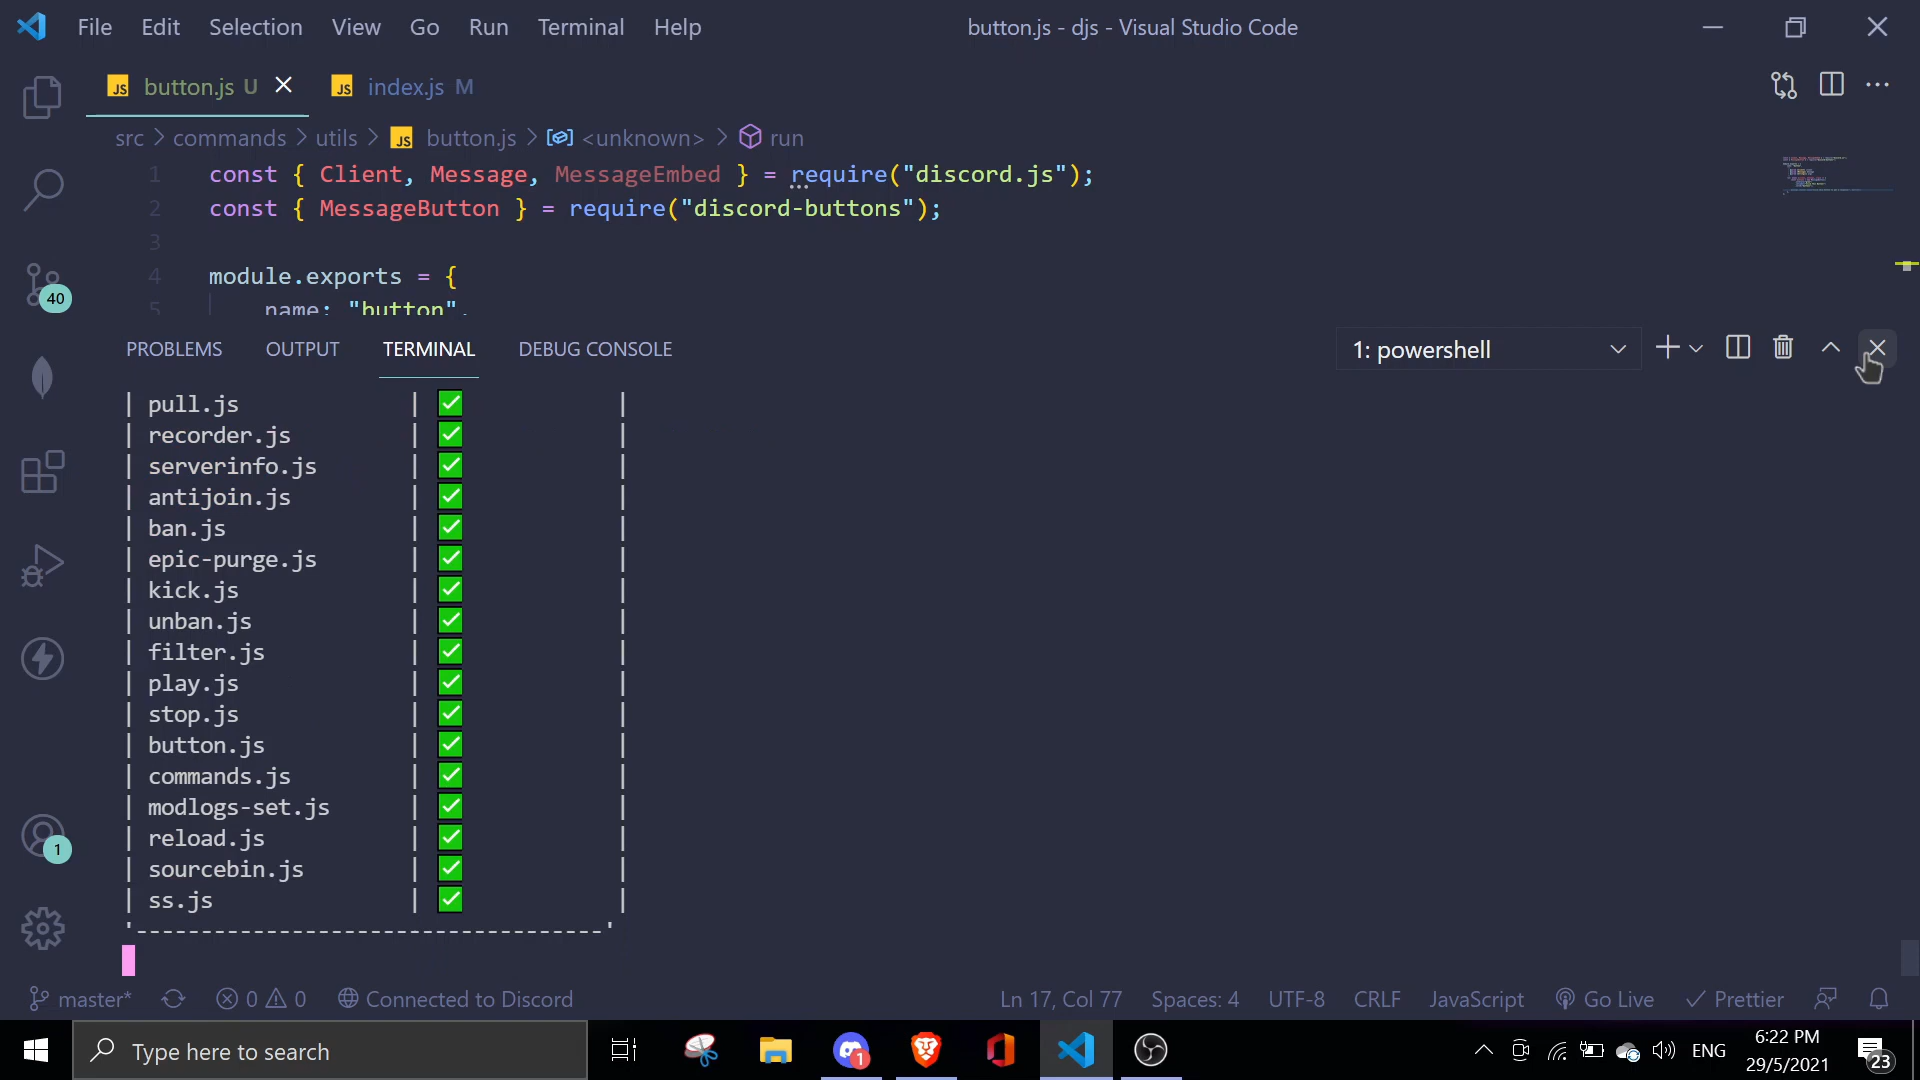 File Edit Selection View Go Run Terminal Help button.js - djs - Visual Studio Code
JS button.js U JS index.js M
src > commands > utils > JS button.js > <unknown> > run
1 const { Client, Message, MessageEmbed } = require("discord.js");
2 const { MessageButton } = require("discord-buttons");
3
4 module.exports = {
5 name: "button",
PROBLEMS OUTPUT TERMINAL DEBUG CONSOLE 1: powershell
| pull.js | ✅ |
| recorder.js | ✅ |
| serverinfo.js | ✅ |
| antijoin.js | ✅ |
| ban.js | ✅ |
| epic-purge.js | ✅ |
| kick.js | ✅ |
| unban.js | ✅ |
| filter.js | ✅ |
| play.js | ✅ |
| stop.js | ✅ |
| button.js | ✅ |
| commands.js | ✅ |
| modlogs-set.js | ✅ |
| reload.js | ✅ |
| sourcebin.js | ✅ |
| ss.js | ✅ |
'------------------------------------'
40
1
master* 0 0 Connected to Discord Ln 17, Col 77 Spaces: 4 UTF-8 CRLF JavaScript Go Live Prettier
Type here to search 1 ENG 6:22 PM
29/5/2021 23